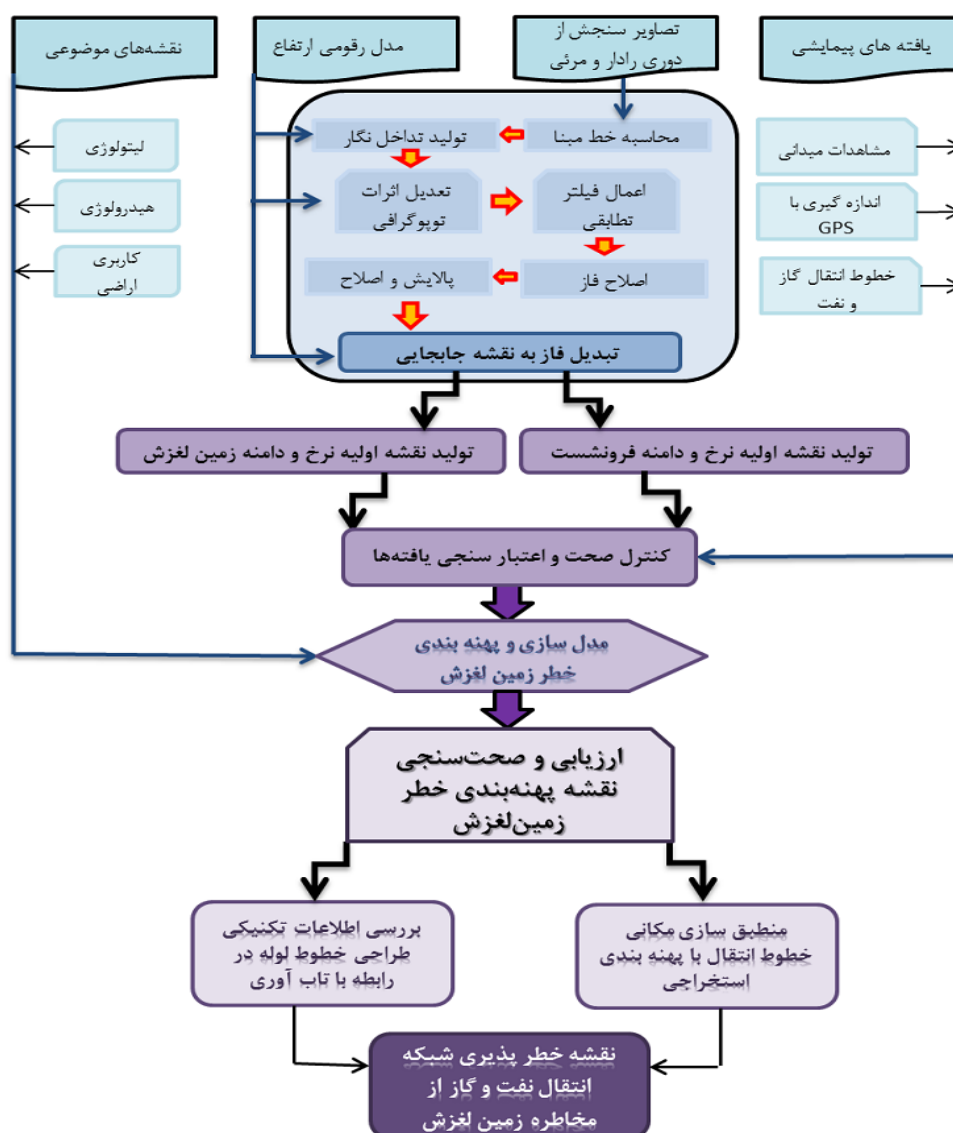 یافته های پیمایشی
تصاویر سنجش از
دوری رادار و مرئی
مدل رقومی ارتفاع
نقشه‌های موضوعی
مشاهدات میدانی
اندازه گیری با
GPS
خطوط انتقال گاز
و نفت
محاسبه خط مبنا
تولید تداخل نگار
تعدیل اثرات
توپوگرافی
اعمال فیلتر
تطابقی
اصلاح فاز
پالایش و اصلاح
تبدیل فاز به نقشه جابجایی
لیتولوژی
هیدرولوژی
کاربری
اراضی
تولید نقشه اولیه نرخ و دامنه فرونشست
تولید نقشه اولیه نرخ و دامنه زمین لغزش
کنترل صحت و اعتبار سنجی یافته‌ها
مدل سازی و پهنه بندی
خطر زمین لغزش
ارزیابی و صحت‌سنجی
نقشه پهنه‌بندی خطر
زمین‌لغزش
منطبق سازی مکانی
خطوط انتقال با پهنه بندی
استخراجی
بررسی اطلاعات تکنیکی
طراحی خطوط لوله در
رابطه با تاب آوری
نقشه خطر پذیری شبکه
انتقال نفت و گاز از
مخاطره زمین لغزش